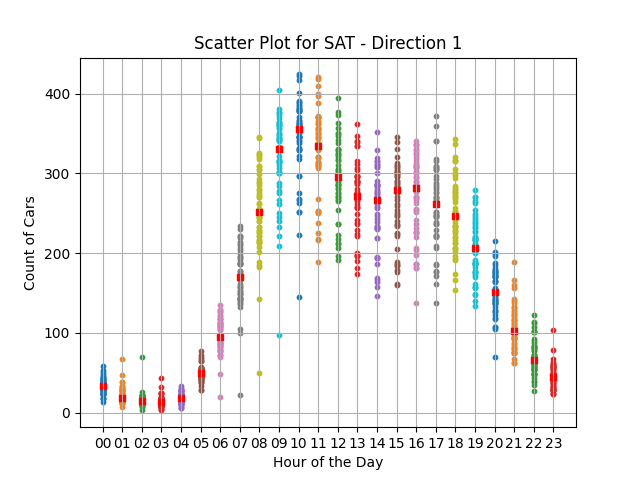 Scatter Plot for SAT - Direction 1
Count of Cars
400
300
200
100
0
00 01 02 03 04 05 06 07 08 09 10 11 12 13 14 15 16 17 18 19 20 21 22 23
Hour of the Day